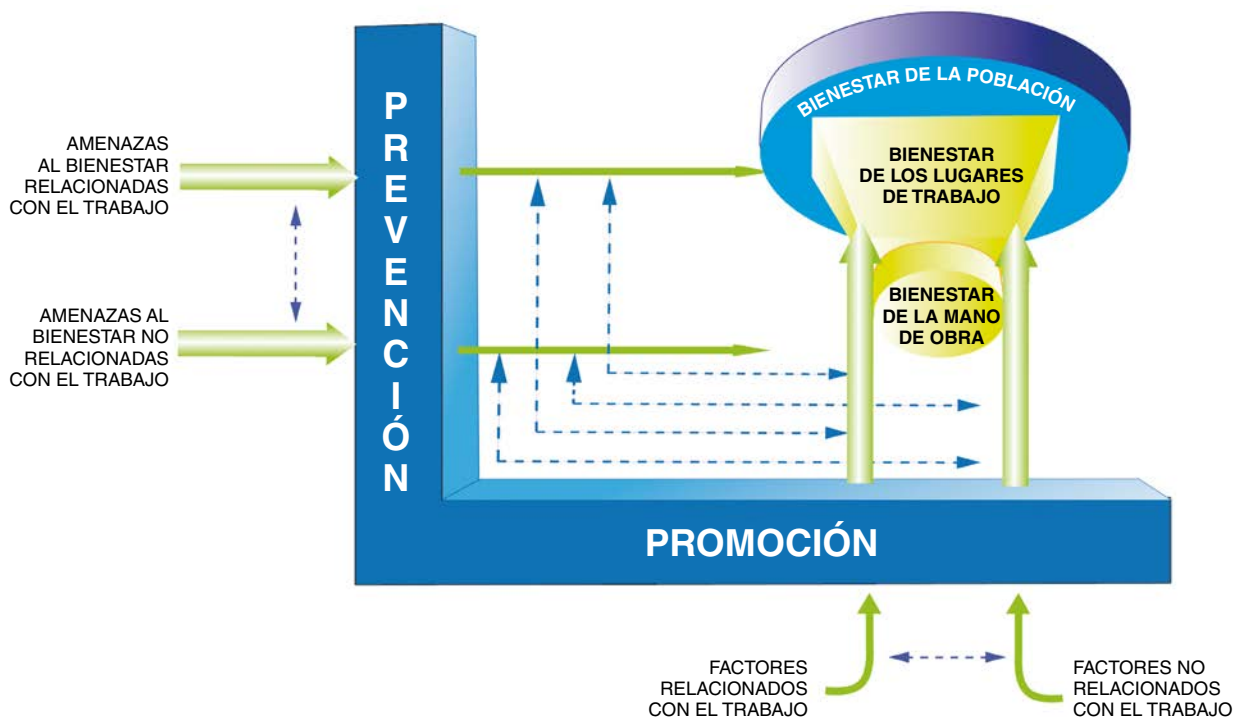 AMENAZAS
AL BIENESTAR
RELACIONADAS
CON EL TRABAJO
AMENAZAS AL
BIENESTAR NO
RELACIONADAS
CON EL TRABAJO
PREVENCIÓN
BIENESTAR DE LA POBLACIÓN
BIENESTAR
DE LOS LUGARES
DE TRABAJO
BIENESTAR
DE LA MANO
DE OBRA
PROMOCIÓN
FACTORES
RELACIONADOS
CON EL TRABAJO
FACTORES NO
RELACIONADOS
CON EL TRABAJO